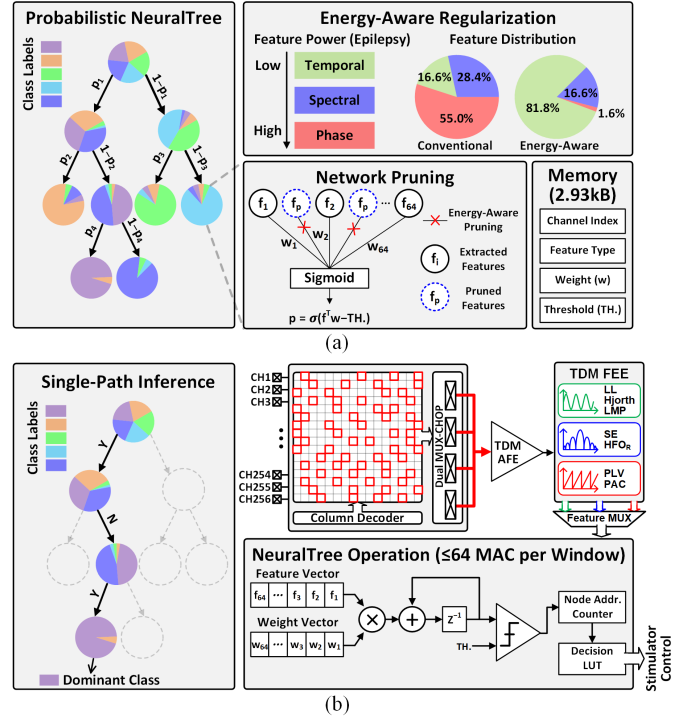 Probabilistic NeuralTree
Class Labels
p₁
1–p₁
p₂
1–p₂
p₃
1–p₃
p₄
1–p₄
Energy-Aware Regularization
Feature Power (Epilepsy)
Feature Distribution
Low
High
Temporal
Spectral
Phase
16.6%
28.4%
55.0%
Conventional
81.8%
16.6%
1.6%
Energy-Aware
Network Pruning
f₁
fₚ
f₂
fₚ
···
f₆₄
w₁
w₂
w₆₄
Sigmoid
p = σ(fᵀw–TH.)
Energy-Aware
Pruning
fᵢ
Extracted
Features
fₚ
Pruned
Features
Memory
(2.93kB)
Channel Index
Feature Type
Weight (w)
Threshold (TH.)
(a)
Single-Path Inference
Class Labels
Y
N
Y
Dominant Class
CH1
CH2
CH3
CH254
CH255
CH256
Column Decoder
Dual MUX-CHOP
TDM
AFE
TDM FEE
LL
Hjorth
LMP
SE
HFO_R
PLV
PAC
Feature MUX
NeuralTree Operation (≤64 MAC per Window)
Feature Vector
f₆₄ ··· f₃ f₂ f₁
Weight Vector
w₆₄ ··· w₃ w₂ w₁
×
+
Z⁻¹
TH.
Node Addr.
Counter
Decision
LUT
Stimulator
Control
(b)